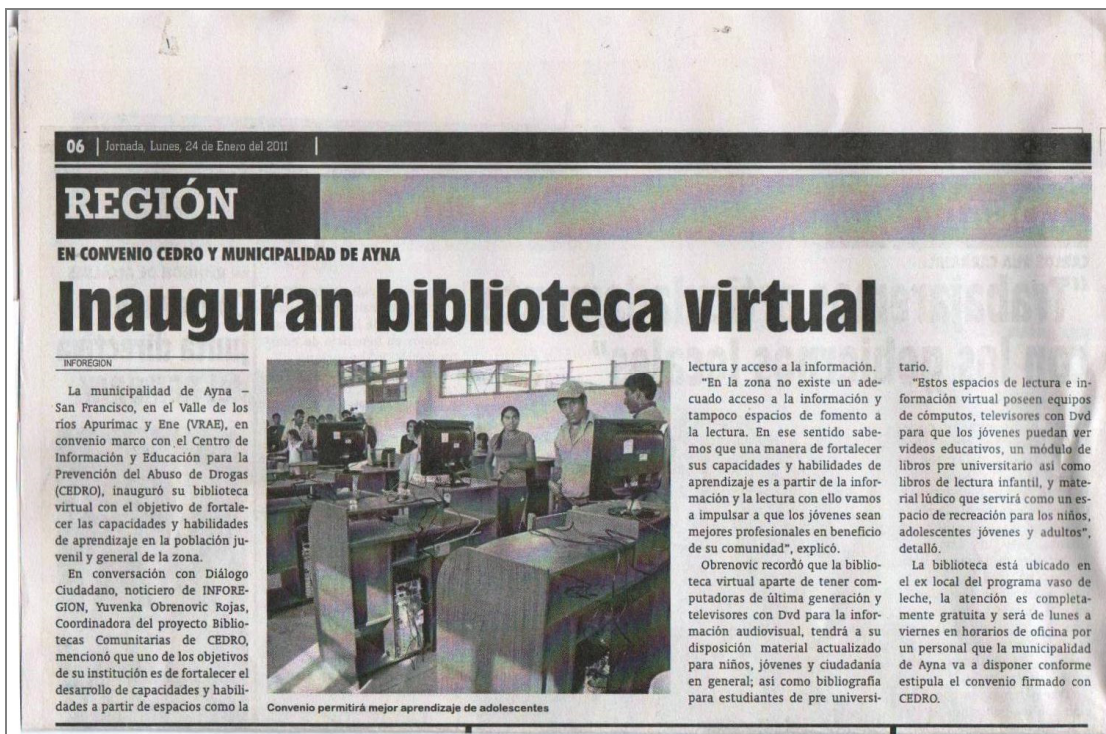 06 | Jornada, Lunes, 24 de Enero del 2011 |
REGIÓN
EN CONVENIO CEDRO Y MUNICIPALIDAD DE AYNA
Inauguran biblioteca virtual
INFOREGION
La municipalidad de Ayna –
San Francisco, en el Valle de los
rios Apurimac y Ene (VRAE), en
convenio marco con el Centro de
Información y Educación para la
Prevención del Abuso de Drogas
(CEDRO), inauguró su biblioteca
virtual con el objetivo de fortale-
cer las capacidades y habilidades
de aprendizaje en la población ju-
venil y general de la zona.
En conversación con Diálogo
Ciudadano, noticiero de INFORE-
GION, Yuvenka Obrenovic Rojas,
Coordinadora del proyecto Biblio-
tecas Comunitarias de CEDRO,
mencionó que uno de los objetivos
de su institución es de fortalecer el
desarrollo de capacidades y habili-
dades a partir de espacios como la
Convenio permitirá mejor aprendizaje de adolescentes
lectura y acceso a la información.
"En la zona no existe un ade-
cuado acceso a la información y
tampoco espacios de fomento a
la lectura. En ese sentido sabe-
mos que una manera de fortalecer
sus capacidades y habilidades de
aprendizaje es a partir de la infor-
mación y la lectura con ello vamos
a impulsar a que los jóvenes sean
mejores profesionales en beneficio
de su comunidad", explicó.
Obrenovic recordó que la biblio-
teca virtual aparte de tener com-
putadoras de última generación y
televisores con Dvd para la infor-
mación audiovisual, tendrá a su
disposición material actualizado
para niños, jóvenes y ciudadanía
en general; así como bibliografía
para estudiantes de pre universi-
tario.
"Estos espacios de lectura e in-
formación virtual poseen equipos
de cómputos, televisores con Dvd
para que los jóvenes puedan ver
videos educativos, un módulo de
libros pre universitario así como
libros de lectura infantil, y mate-
rial lúdico que servirá como un es-
pacio de recreación para los niños,
adolescentes jóvenes y adultos",
detalló.
La biblioteca está ubicado en
el ex local del programa vaso de
leche, la atención es completa-
mente gratuita y será de lunes a
viernes en horarios de oficina por
un personal que la municipalidad
de Ayna va a disponer conforme
estipula el convenio firmado con
CEDRO.